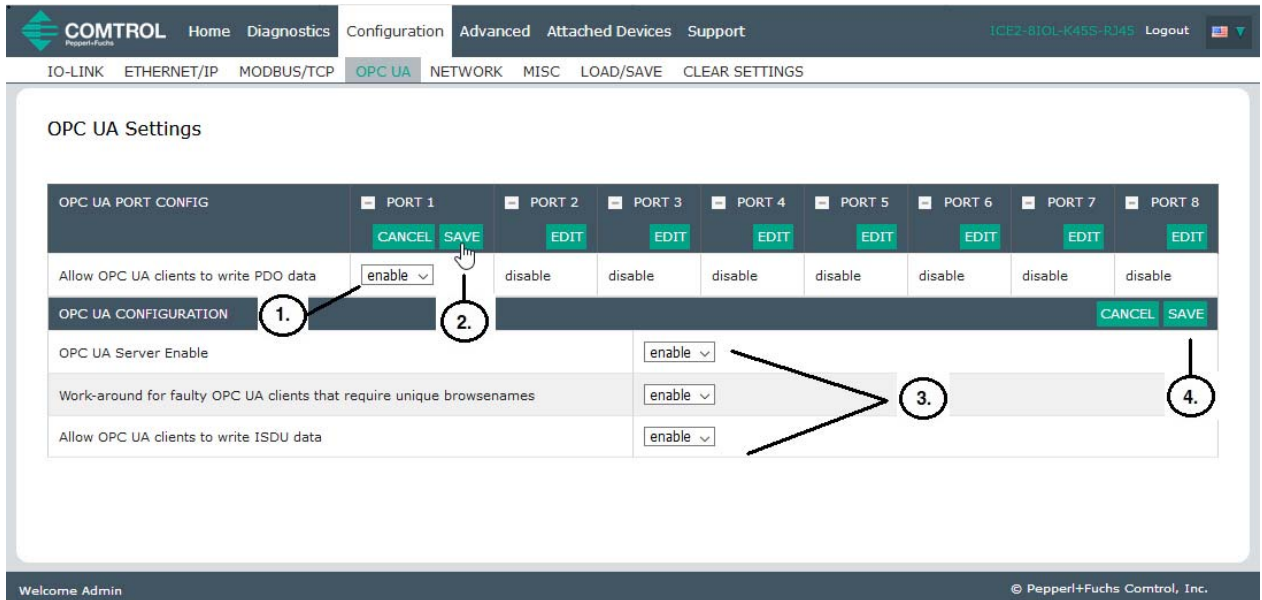 COMTROL
Pepperl+Fuchs
Home Diagnostics Configuration Advanced Attached Devices Support
ICE2-8IOL-K45S-RJ45 Logout
IO-LINK ETHERNET/IP MODBUS/TCP OPC UA NETWORK MISC LOAD/SAVE CLEAR SETTINGS
OPC UA Settings
OPC UA PORT CONFIG PORT 1 PORT 2 PORT 3 PORT 4 PORT 5 PORT 6 PORT 7 PORT 8
CANCEL SAVE EDIT EDIT EDIT EDIT EDIT EDIT EDIT
Allow OPC UA clients to write PDO data enable disable disable disable disable disable disable disable
OPC UA CONFIGURATION 1. 2. CANCEL SAVE
OPC UA Server Enable enable
Work-around for faulty OPC UA clients that require unique browsenames enable 3. 4.
Allow OPC UA clients to write ISDU data enable
Welcome Admin © Pepperl+Fuchs Comtrol, Inc.